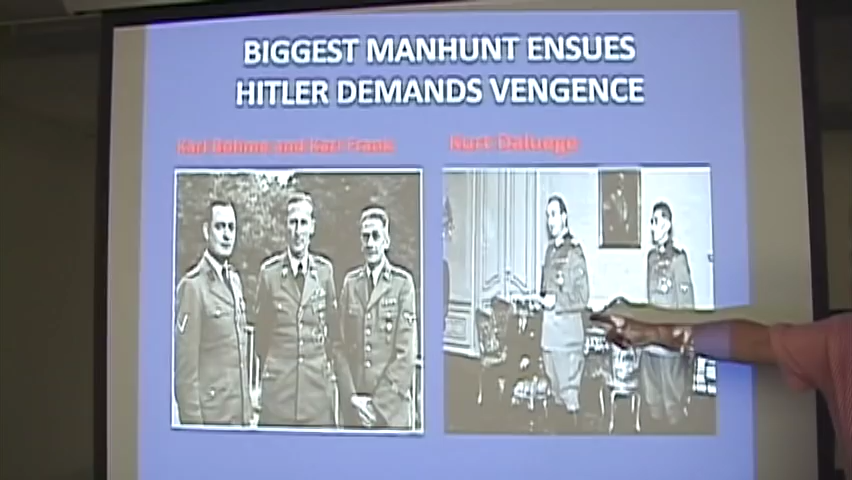 BIGGEST MANHUNT ENSUES
HITLER DEMANDS VENGENCE
Karl Bohme and Karl Frank
Kurt Daluege